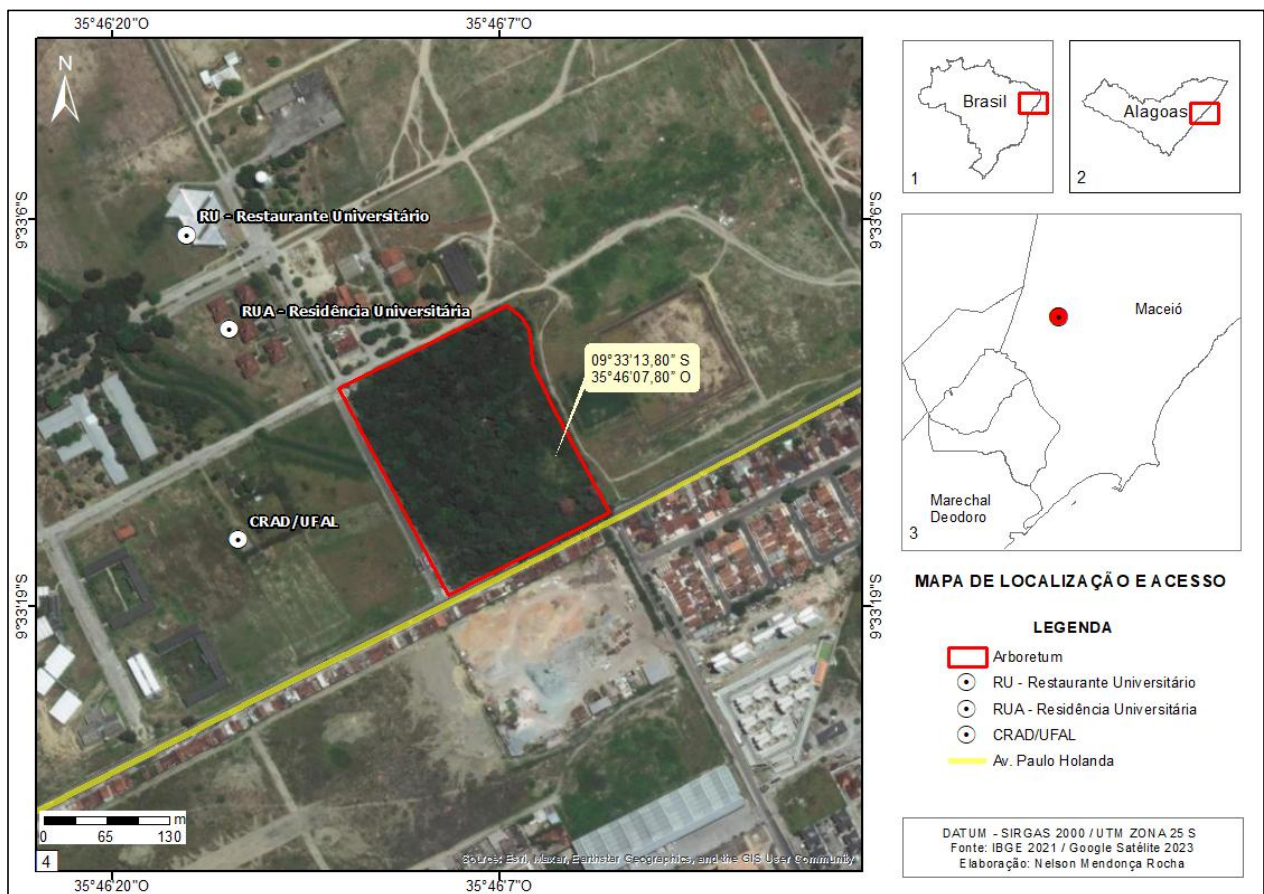 35°46'20"O
35°46'7"O
9°33'6"S
9°33'6"S
9°33'19"S
9°33'19"S
N
RU - Restaurante Universitário
RUA - Residência Universitária
09°33'13,80" S
35°46'07,80" O
CRAD/UFAL
m
0 65 130
4
Source: Esri, Maxar, Earthstar Geographics, and the GIS User Community
35°46'20"O
35°46'7"O
Brasil
1
Alagoas
2
Maceió
Marechal
Deodoro
3
MAPA DE LOCALIZAÇÃO E ACESSO
LEGENDA
Arboretum
RU - Restaurante Universitário
RUA - Residência Universitária
CRAD/UFAL
Av. Paulo Holanda
DATUM - SIRGAS 2000 / UTM ZONA 25 S
Fonte: IBGE 2021 / Google Satélite 2023
Elaboração: Nelson Mendonça Rocha